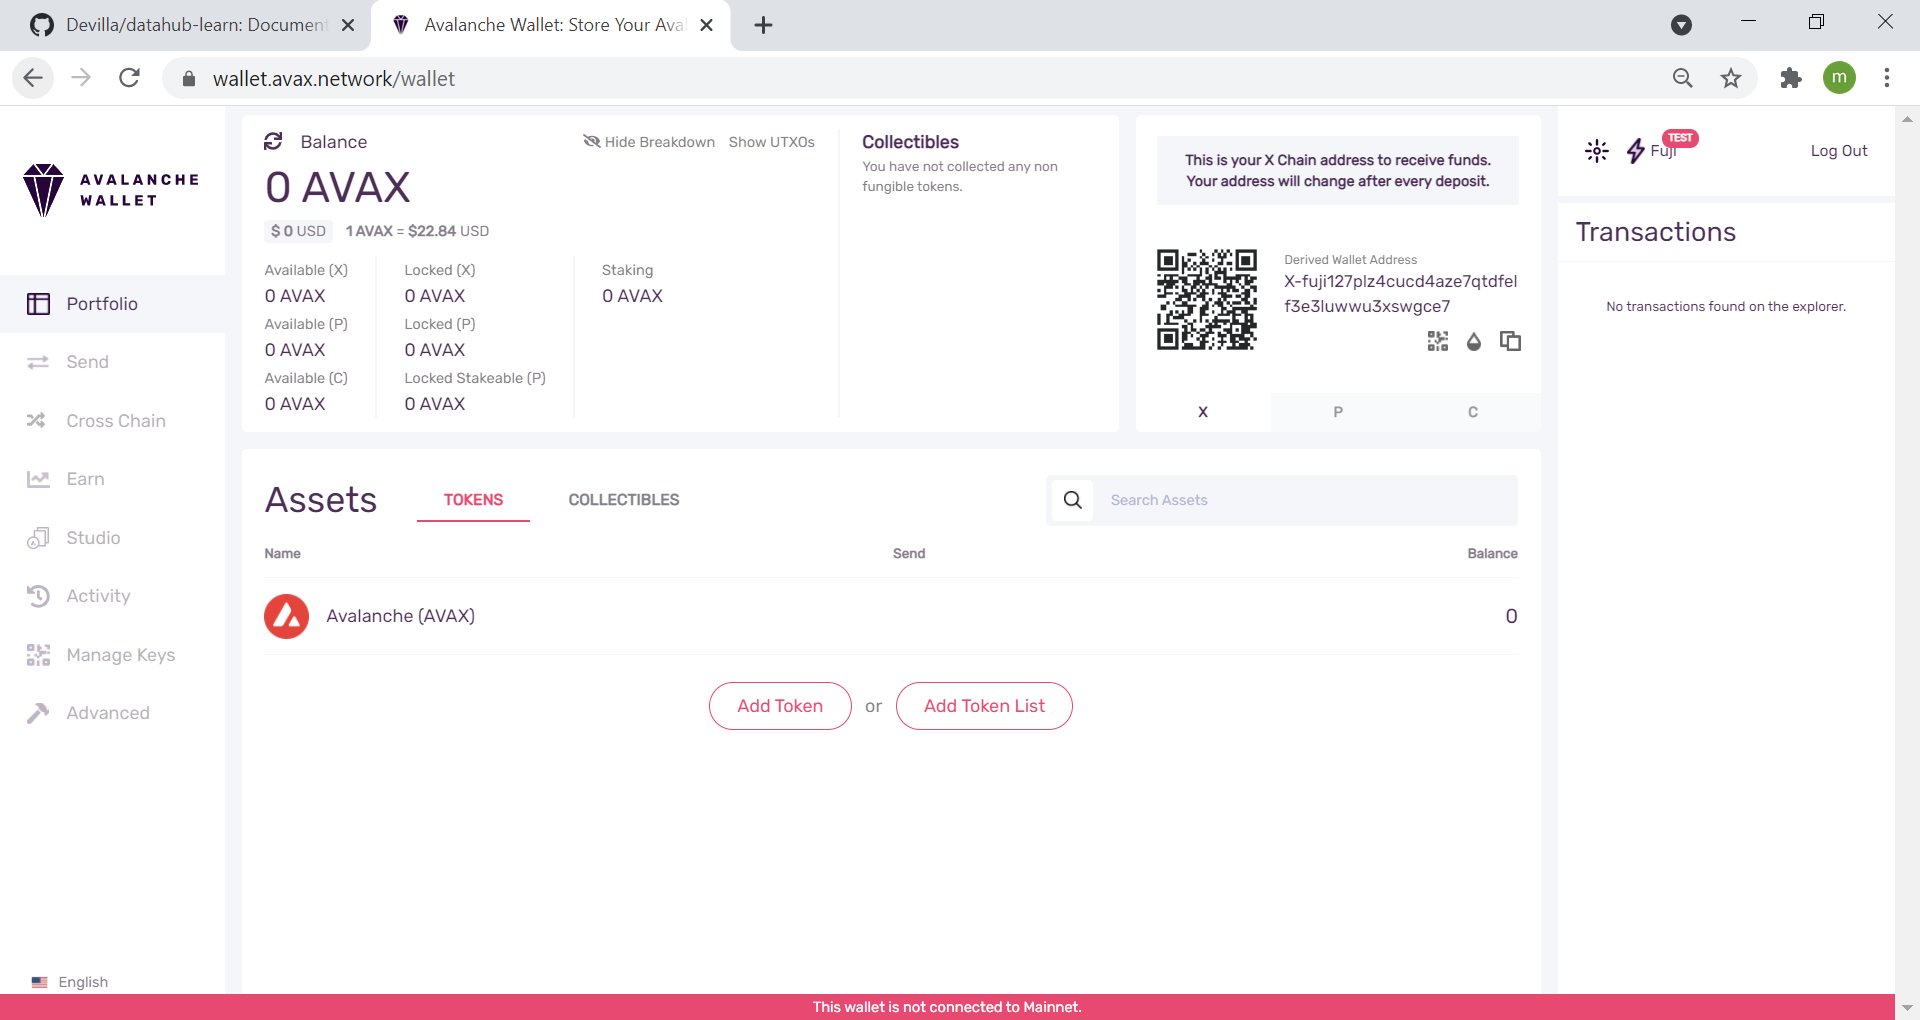 Devilla/datahub-learn: Document
Avalanche Wallet: Store Your Ava
wallet.avax.network/wallet
m
AVALANCHE
WALLET
Portfolio
Send
Cross Chain
Earn
Studio
Activity
Manage Keys
Advanced
English
Balance
Hide Breakdown
Show UTXOs
0 AVAX
$ 0 USD
1 AVAX = $22.84 USD
Available (X)
0 AVAX
Available (P)
0 AVAX
Available (C)
0 AVAX
Locked (X)
0 AVAX
Locked (P)
0 AVAX
Locked Stakeable (P)
0 AVAX
Staking
0 AVAX
Collectibles
You have not collected any non
fungible tokens.
This is your X Chain address to receive funds.
Your address will change after every deposit.
Derived Wallet Address
X-fuji127plz4cucd4aze7qtdfel
f3e3luwwu3xswgce7
X
P
C
TEST
Fuji
Log Out
Transactions
No transactions found on the explorer.
Assets
TOKENS
COLLECTIBLES
Search Assets
Name
Send
Balance
Avalanche (AVAX)
0
Add Token
or
Add Token List
This wallet is not connected to Mainnet.